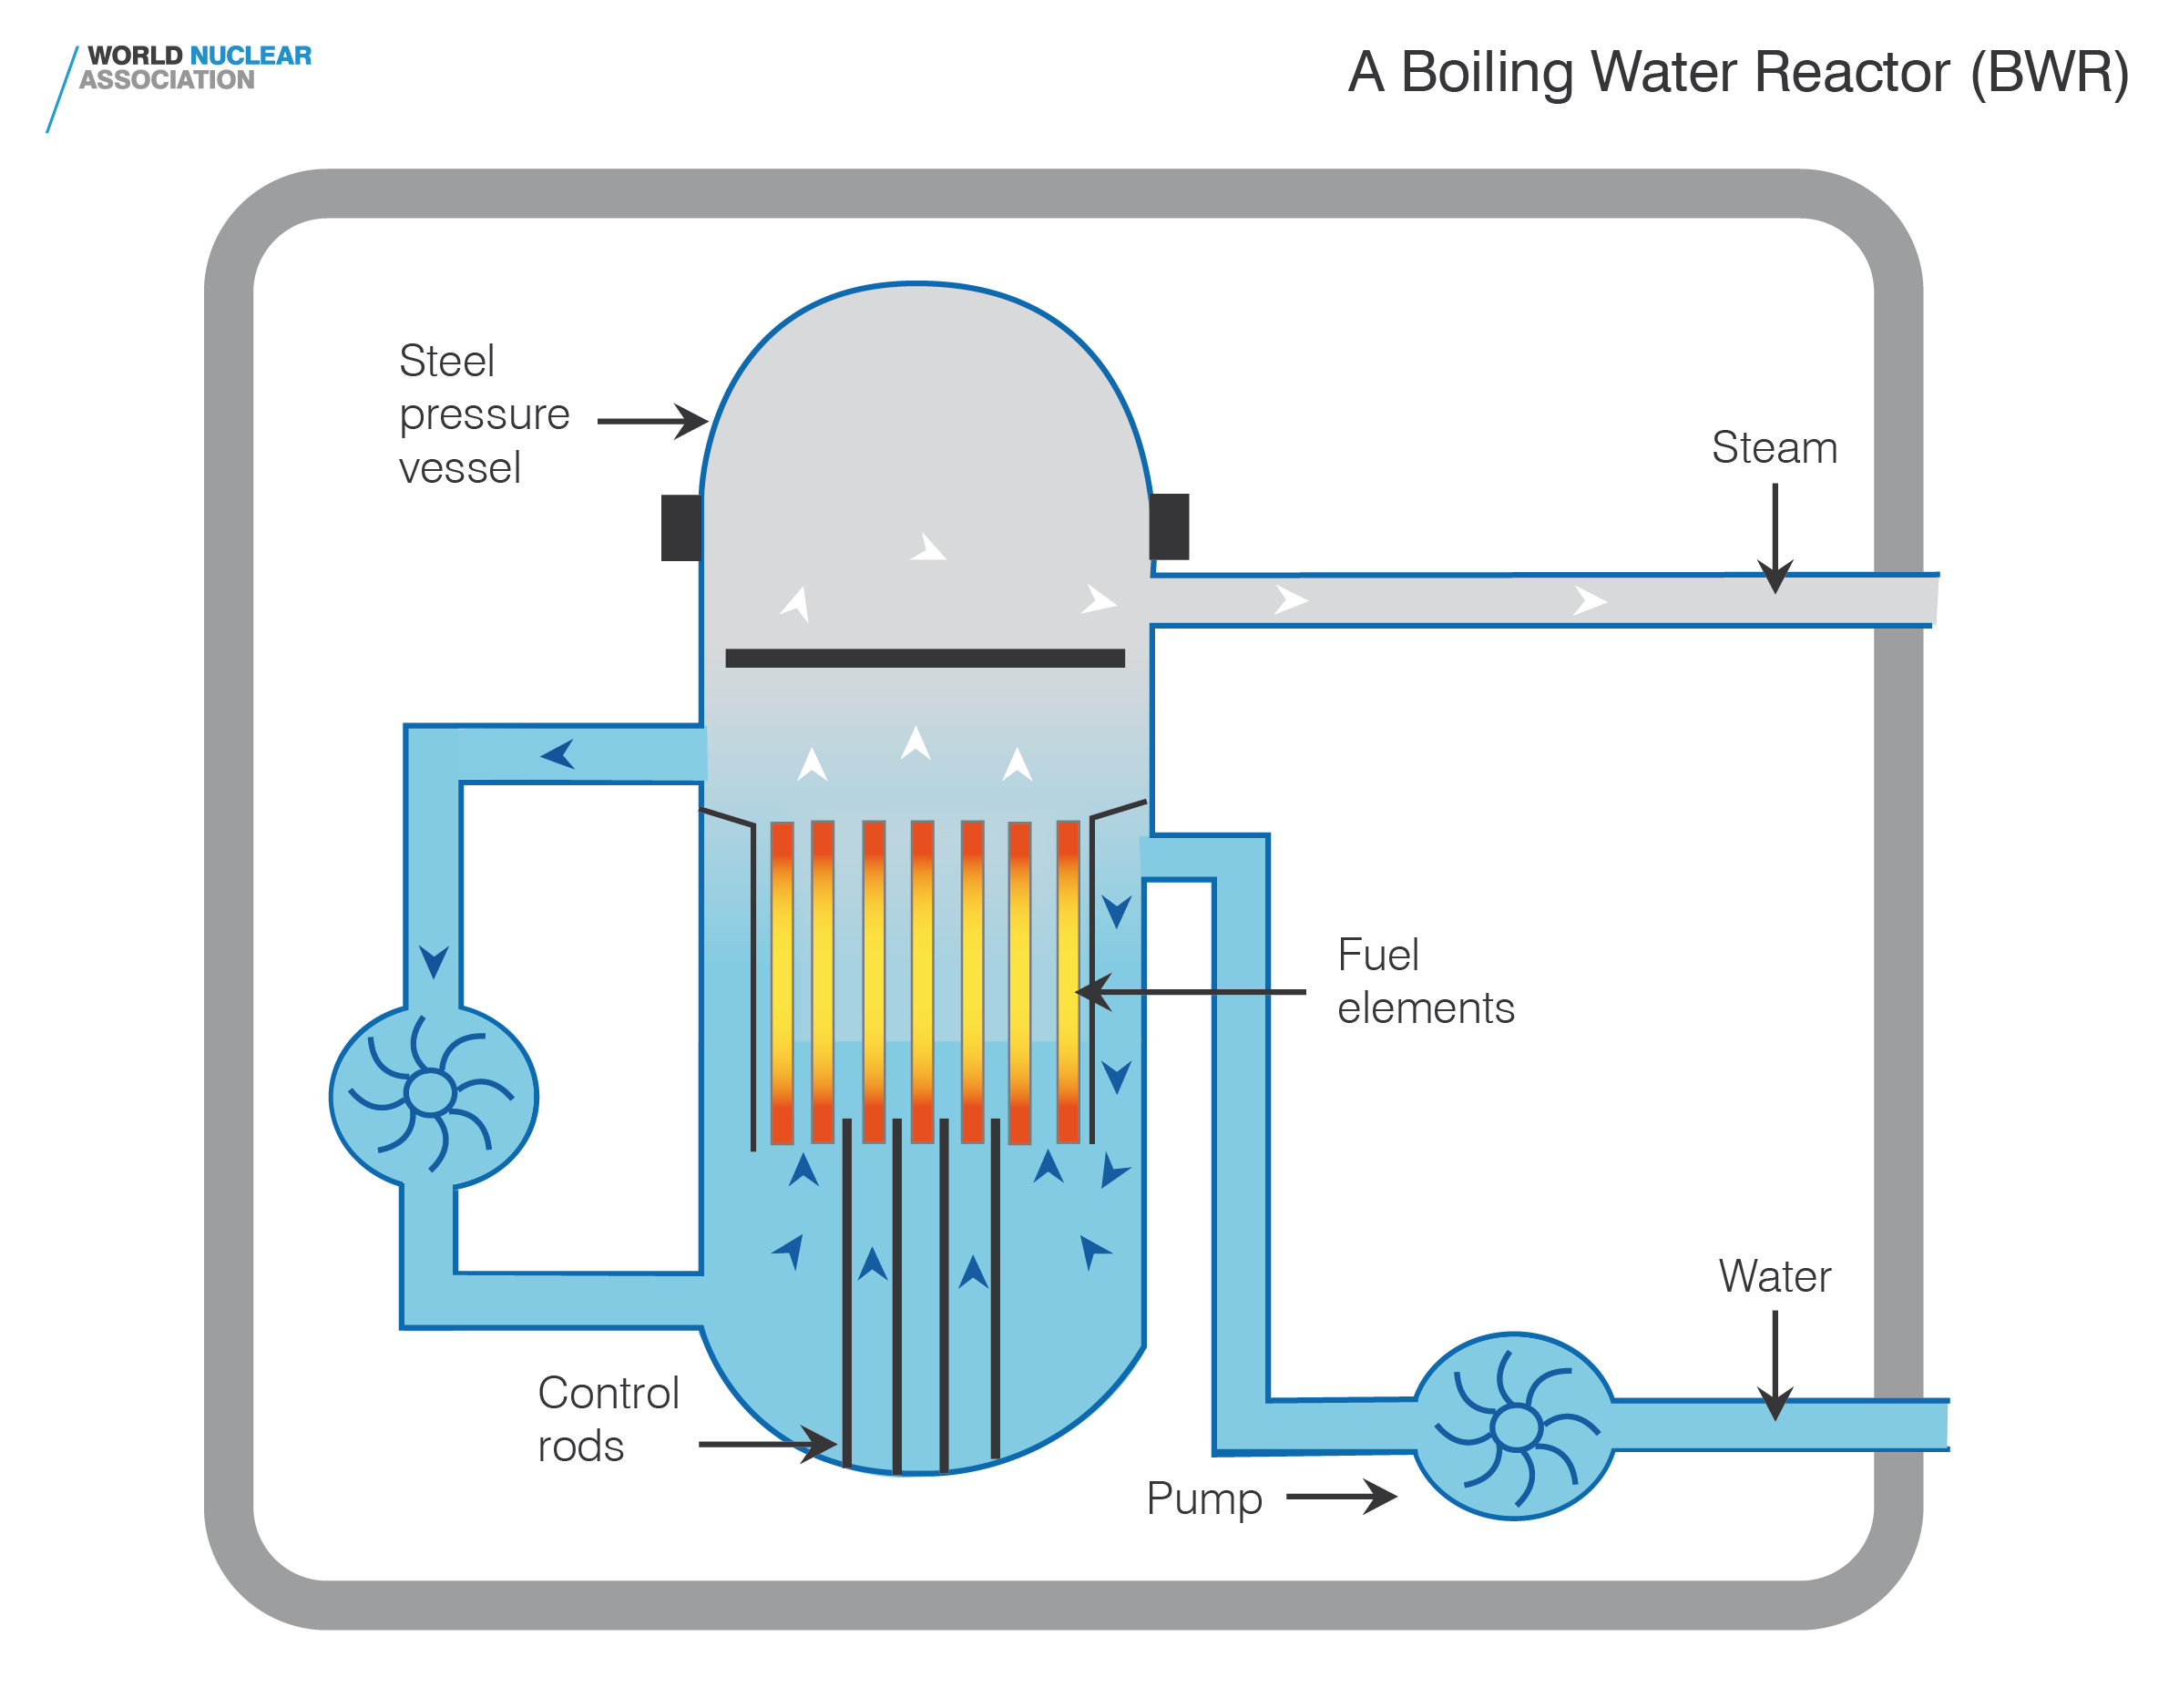 WORLD NUCLEAR
ASSOCIATION
A Boiling Water Reactor (BWR)
Steel
pressure
vessel
Steam
Fuel
elements
Water
Control
rods
Pump